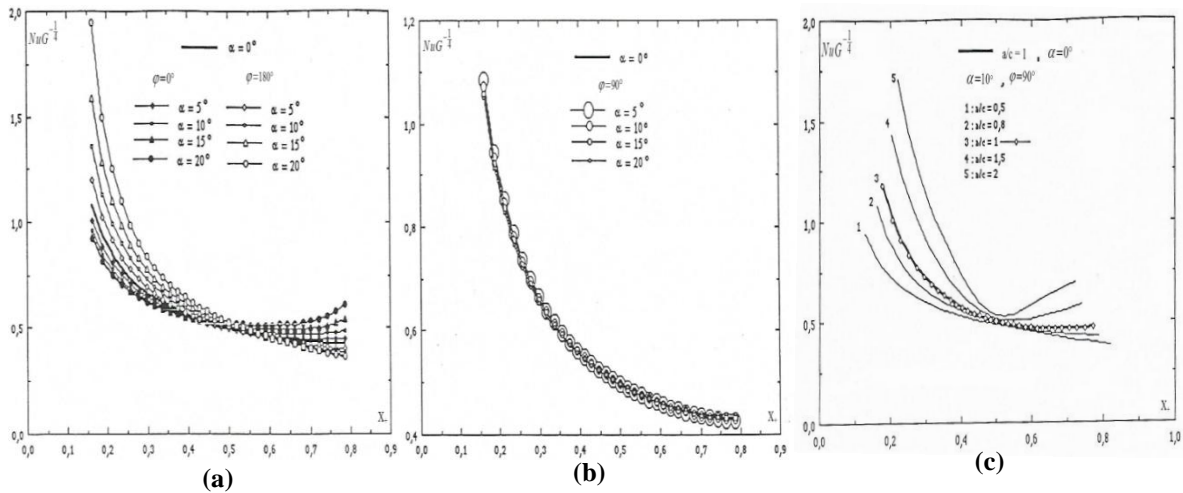 2,0
NuG^{-1/4}
α = 0°
φ=0°
φ=180°
α = 5°
α = 5°
α = 10°
α = 10°
α = 15°
α = 15°
α = 20°
α = 20°
1,5
1,0
0,5
0,0
X.
0,0 0,1 0,2 0,3 0,4 0,5 0,6 0,7 0,8 0,9
(a)
1,2
NuG^{-1/4}
α = 0°
φ=90°
α = 5°
α = 10°
α = 15°
α = 20°
1,0
0,8
0,6
0,4
X.
0,1 0,2 0,3 0,4 0,5 0,6 0,7 0,8
(b)
2,0
NuG^{-1/4}
a/c = 1 , α=0°
α=10° , φ=90°
1 : a/c = 0,5
2 : a/c = 0,8
3 : a/c = 1
4 : a/c = 1,5
5 : a/c = 2
5
4
3
2
1
1,5
1,0
0,5
0,0
X.
0,0 0,2 0,4 0,6 0,8 1,0
(c)